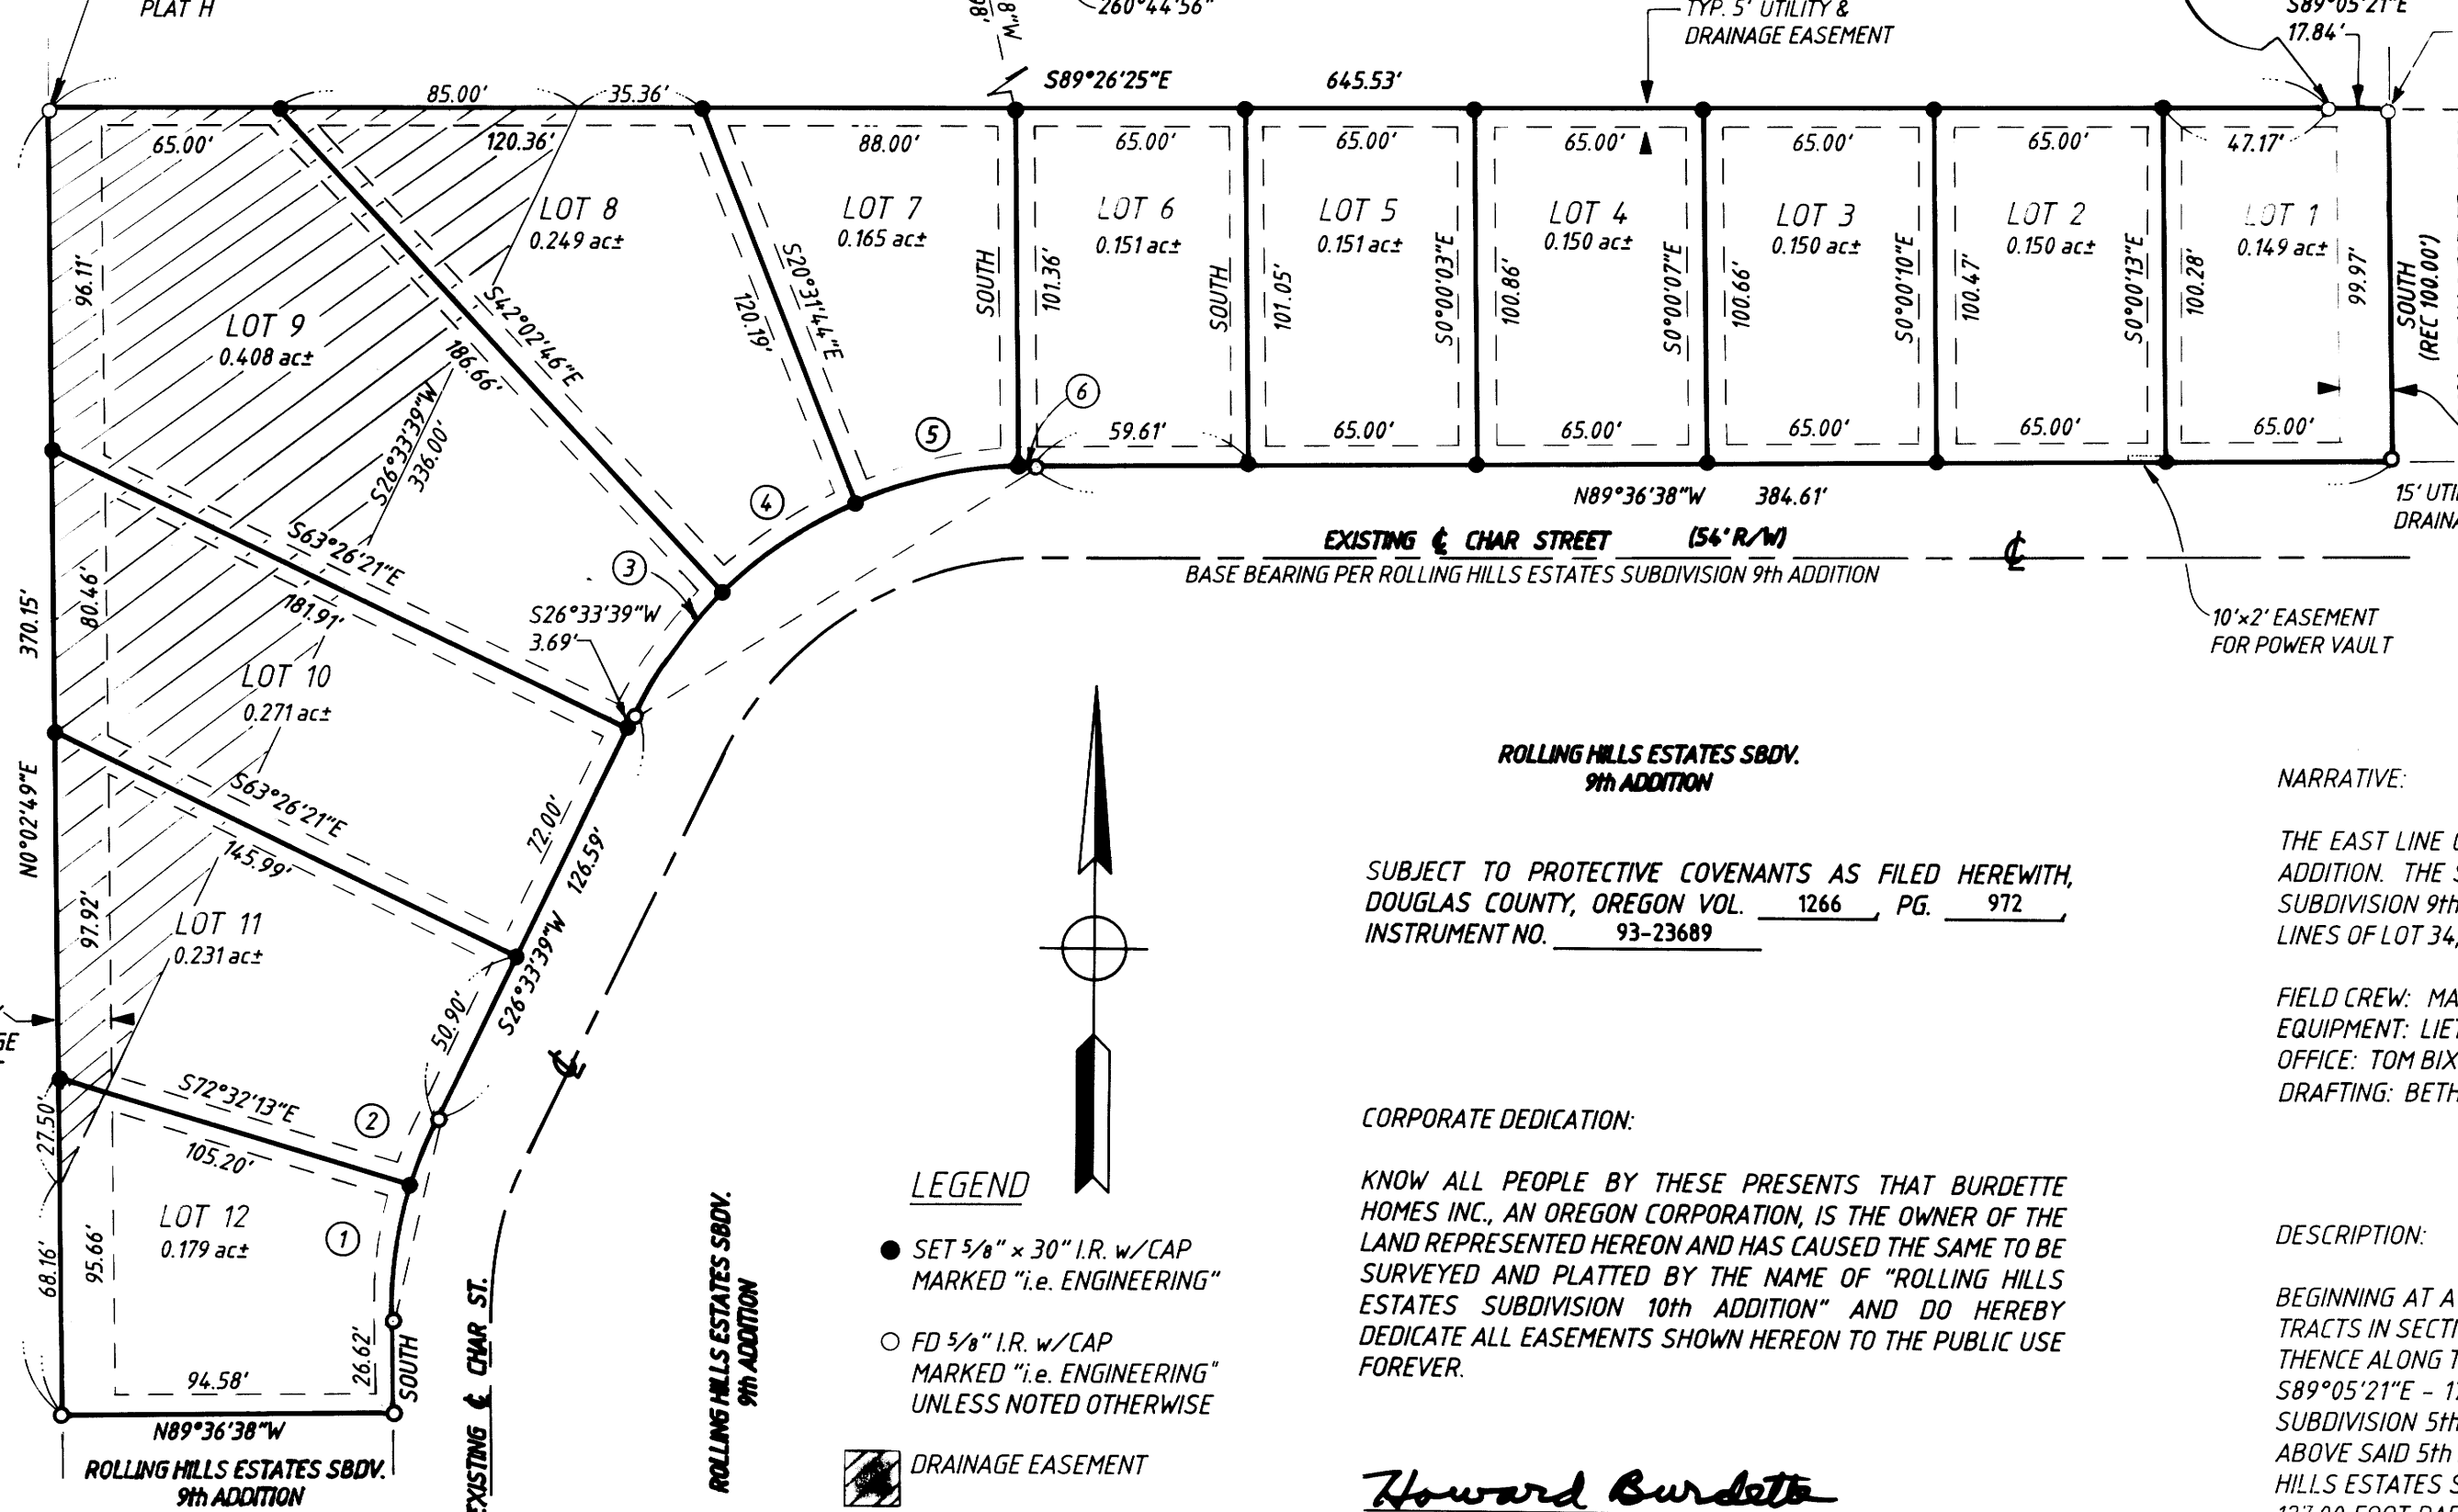 PLAT H
260°44'56"
TYP. 5' UTILITY &
DRAINAGE EASEMENT
S89°05'21"E
17.84'
S89°26'25"E 645.53'
85.00'
35.36'
65.00'
120.36'
88.00'
65.00'
65.00'
65.00'
65.00'
65.00'
47.17'
LOT 9
0.408 ac±
LOT 8
0.249 ac±
LOT 7
0.165 ac±
LOT 6
0.151 ac±
LOT 5
0.151 ac±
LOT 4
0.150 ac±
LOT 3
0.150 ac±
LOT 2
0.150 ac±
LOT 1
0.149 ac±
96.11'
S42°02'46"E
186.66'
S20°31'44"E
120.19'
SOUTH
101.36'
SOUTH
101.05'
S0°00'03"E
100.86'
S0°00'07"E
100.66'
S0°00'10"E
100.47'
S0°00'13"E
100.28'
99.97'
SOUTH
(REC 100.00')
59.61'
65.00'
65.00'
65.00'
65.00'
65.00'
6
5
4
3
2
1
N89°36'38"W 384.61'
EXISTING ℄ CHAR STREET (54' R/W)
℄
BASE BEARING PER ROLLING HILLS ESTATES SUBDIVISION 9th ADDITION
15' UTI
DRAINA
10'×2' EASEMENT
FOR POWER VAULT
S26°33'39"W
336.00'
S63°26'21"E
181.91'
S26°33'39"W
3.69'
370.15'
N0°02'49"E
80.46'
LOT 10
0.271 ac±
S63°26'21"E
145.99'
72.00'
126.59'
S26°33'39"W
97.92'
LOT 11
0.231 ac±
50.90'
℄
GE
S72°32'13"E
105.20'
27.50'
68.16'
95.66'
LOT 12
0.179 ac±
94.58'
26.62'
SOUTH
N89°36'38"W
ROLLING HILLS ESTATES SBDV.
9th ADDITION
EXISTING ℄ CHAR ST.
ROLLING HILLS ESTATES SBDV.
9th ADDITION
LEGEND
SET 5/8" × 30" I.R. w/CAP
MARKED "i.e. ENGINEERING"
FD 5/8" I.R. w/CAP
MARKED "i.e. ENGINEERING"
UNLESS NOTED OTHERWISE
DRAINAGE EASEMENT
ROLLING HILLS ESTATES SBDV.
9th ADDITION
SUBJECT TO PROTECTIVE COVENANTS AS FILED HEREWITH,
DOUGLAS COUNTY, OREGON VOL. 1266, PG. 972,
INSTRUMENT NO. 93-23689
CORPORATE DEDICATION:
KNOW ALL PEOPLE BY THESE PRESENTS THAT BURDETTE
HOMES INC., AN OREGON CORPORATION, IS THE OWNER OF THE
LAND REPRESENTED HEREON AND HAS CAUSED THE SAME TO BE
SURVEYED AND PLATTED BY THE NAME OF "ROLLING HILLS
ESTATES SUBDIVISION 10th ADDITION" AND DO HEREBY
DEDICATE ALL EASEMENTS SHOWN HEREON TO THE PUBLIC USE
FOREVER.
Howard Burdette
NARRATIVE:
THE EAST LINE
ADDITION. THE S
SUBDIVISION 9th
LINES OF LOT 34,
FIELD CREW: MA
EQUIPMENT: LIET
OFFICE: TOM BIX
DRAFTING: BETH
DESCRIPTION:
BEGINNING AT A
TRACTS IN SECTI
THENCE ALONG T
S89°05'21"E - 17
SUBDIVISION 5th
ABOVE SAID 5th
HILLS ESTATES S